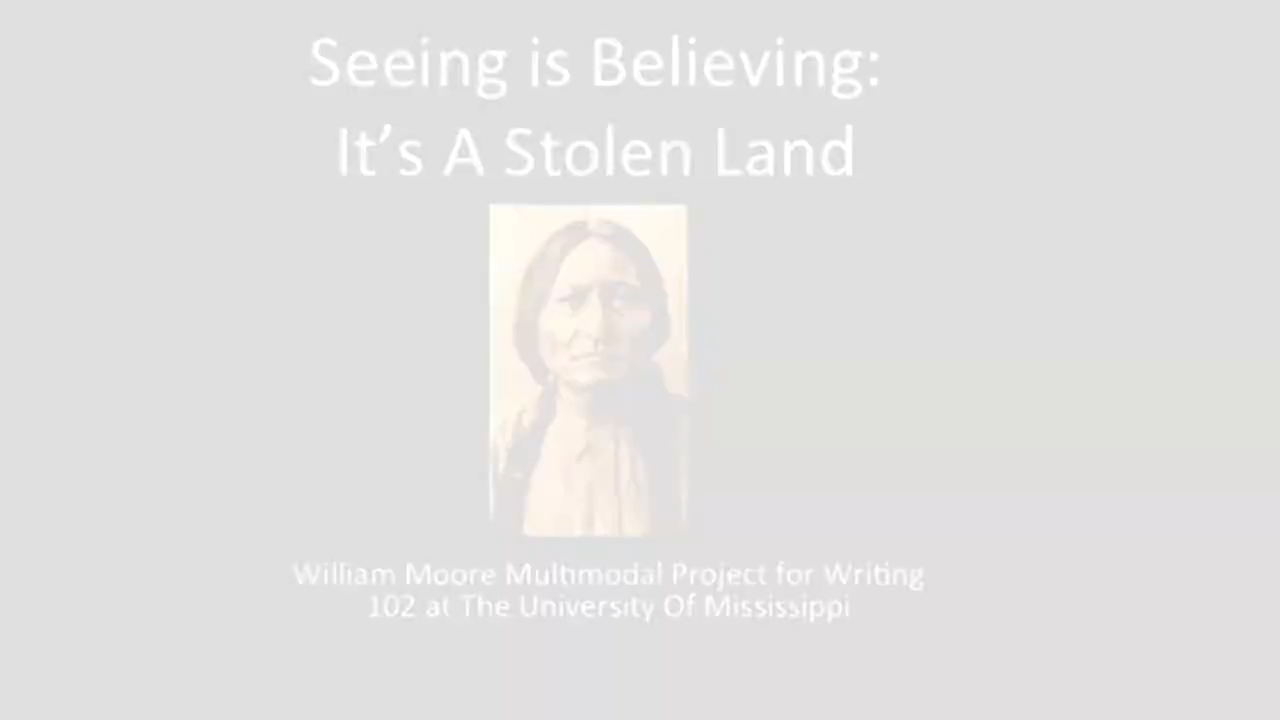 Seeing is Believing:
It's A Stolen Land
William Moore Multimodal Project for Writing
102 at The University Of Mississippi